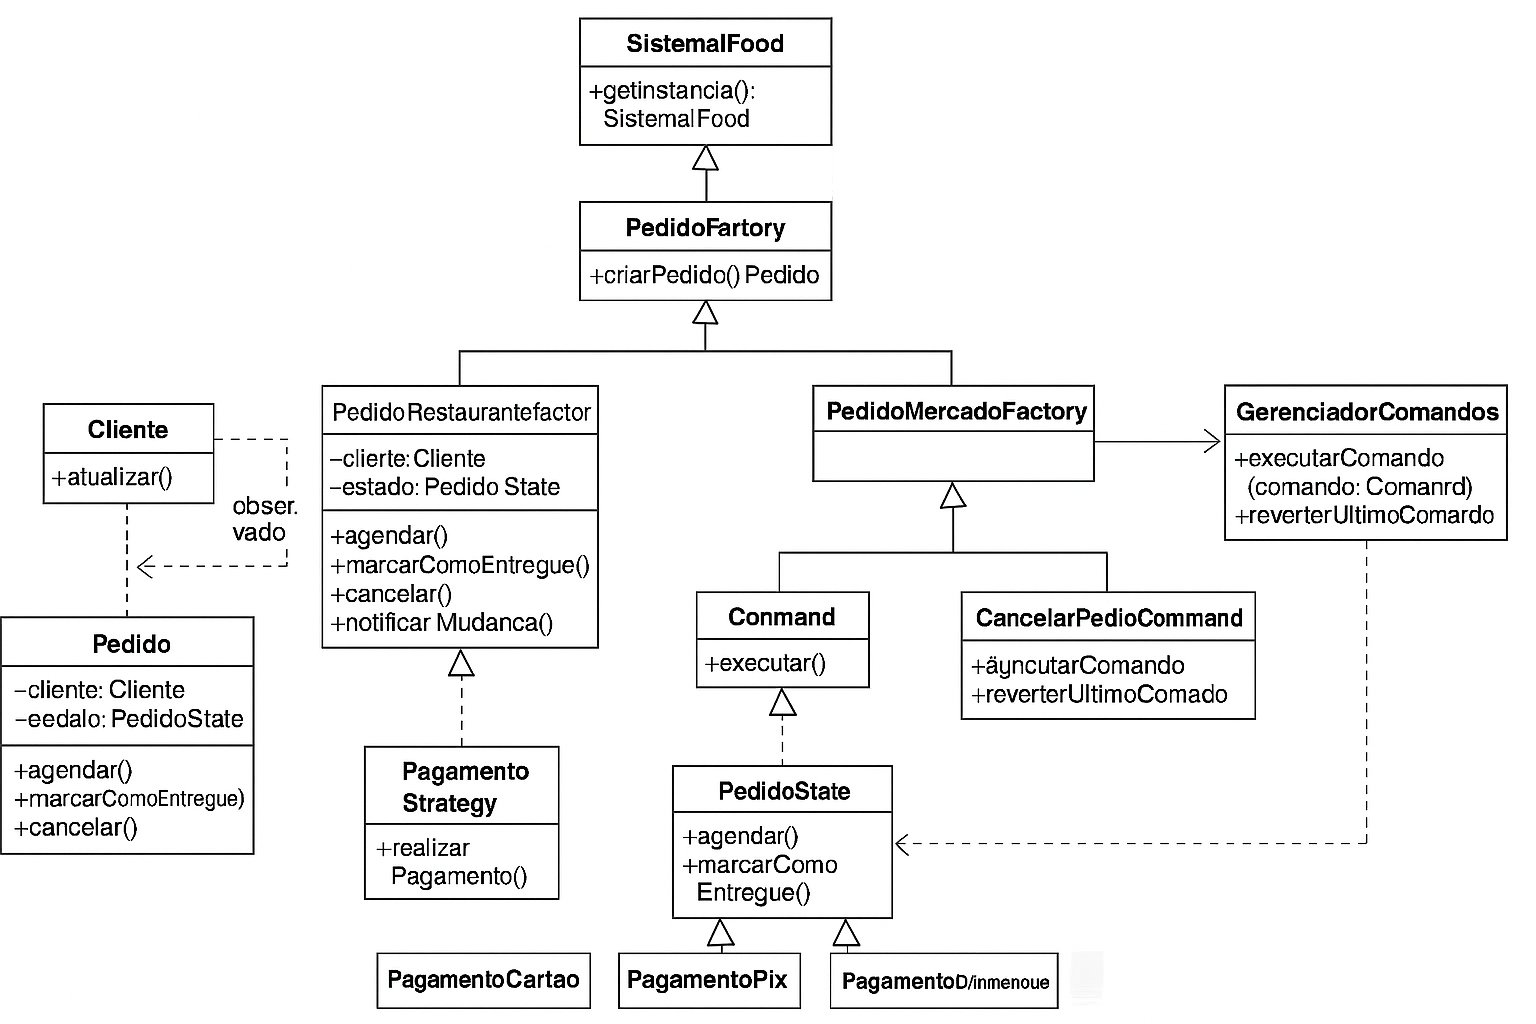 SistemalFood
+getinstancia():
SistemalFood
PedidoFartory
+criarPedido() Pedido
PedidoRestaurantefactor
–clierte: Cliente
–estado: Pedido State
+agendar()
+marcarComoEntregue()
+cancelar()
+notificar Mudanca()
PedidoMercadoFactory
GerenciadorComandos
+executarComando
(comando: Comanrd)
+reverterUltimoComardo
Cliente
+atualizar()
obser.
vado
Pedido
–cliente: Cliente
–eedalo: PedidoState
+agendar()
+marcarComoEntregue)
+cancelar()
Pagamento
Strategy
+realizar
Pagamento()
Conmand
+executar()
CancelarPedioCommand
+äyncutarComando
+reverterUltimoComado
PedidoState
+agendar()
+marcarComo
Entregue()
PagamentoCartao
PagamentoPix
PagamentoD/inmenoue